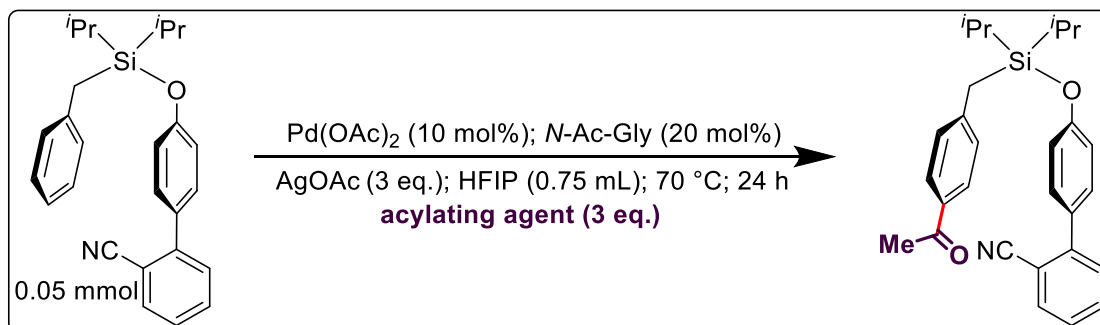 iPr iPr iPr iPr
Si Si
O O
Pd(OAc)2 (10 mol%); N-Ac-Gly (20 mol%)
AgOAc (3 eq.); HFIP (0.75 mL); 70 °C; 24 h
acylating agent (3 eq.)
NC Me O NC
0.05 mmol